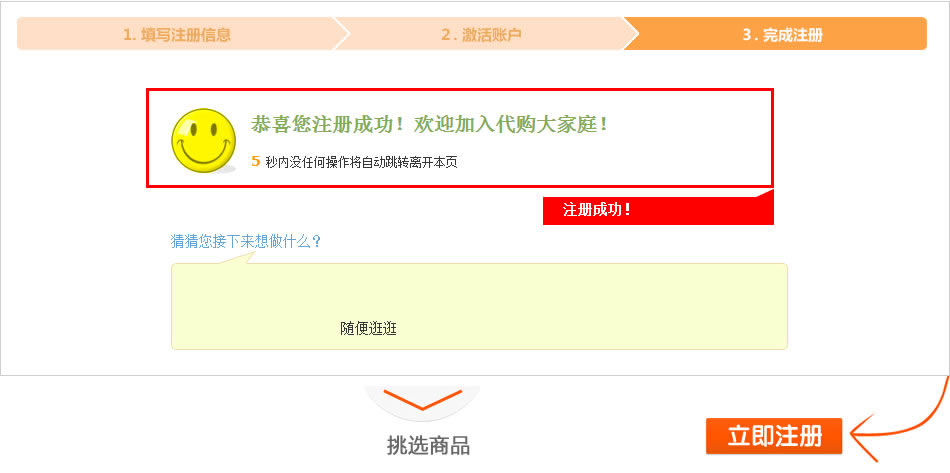 1. 填写注册信息
2 . 激活账户
3 . 完成注册
恭喜您注册成功！欢迎加入代购大家庭！
5 秒内没任何操作将自动跳转离开本页
注册成功！
猜猜您接下来想做什么？
随便逛逛
挑选商品
立即注册